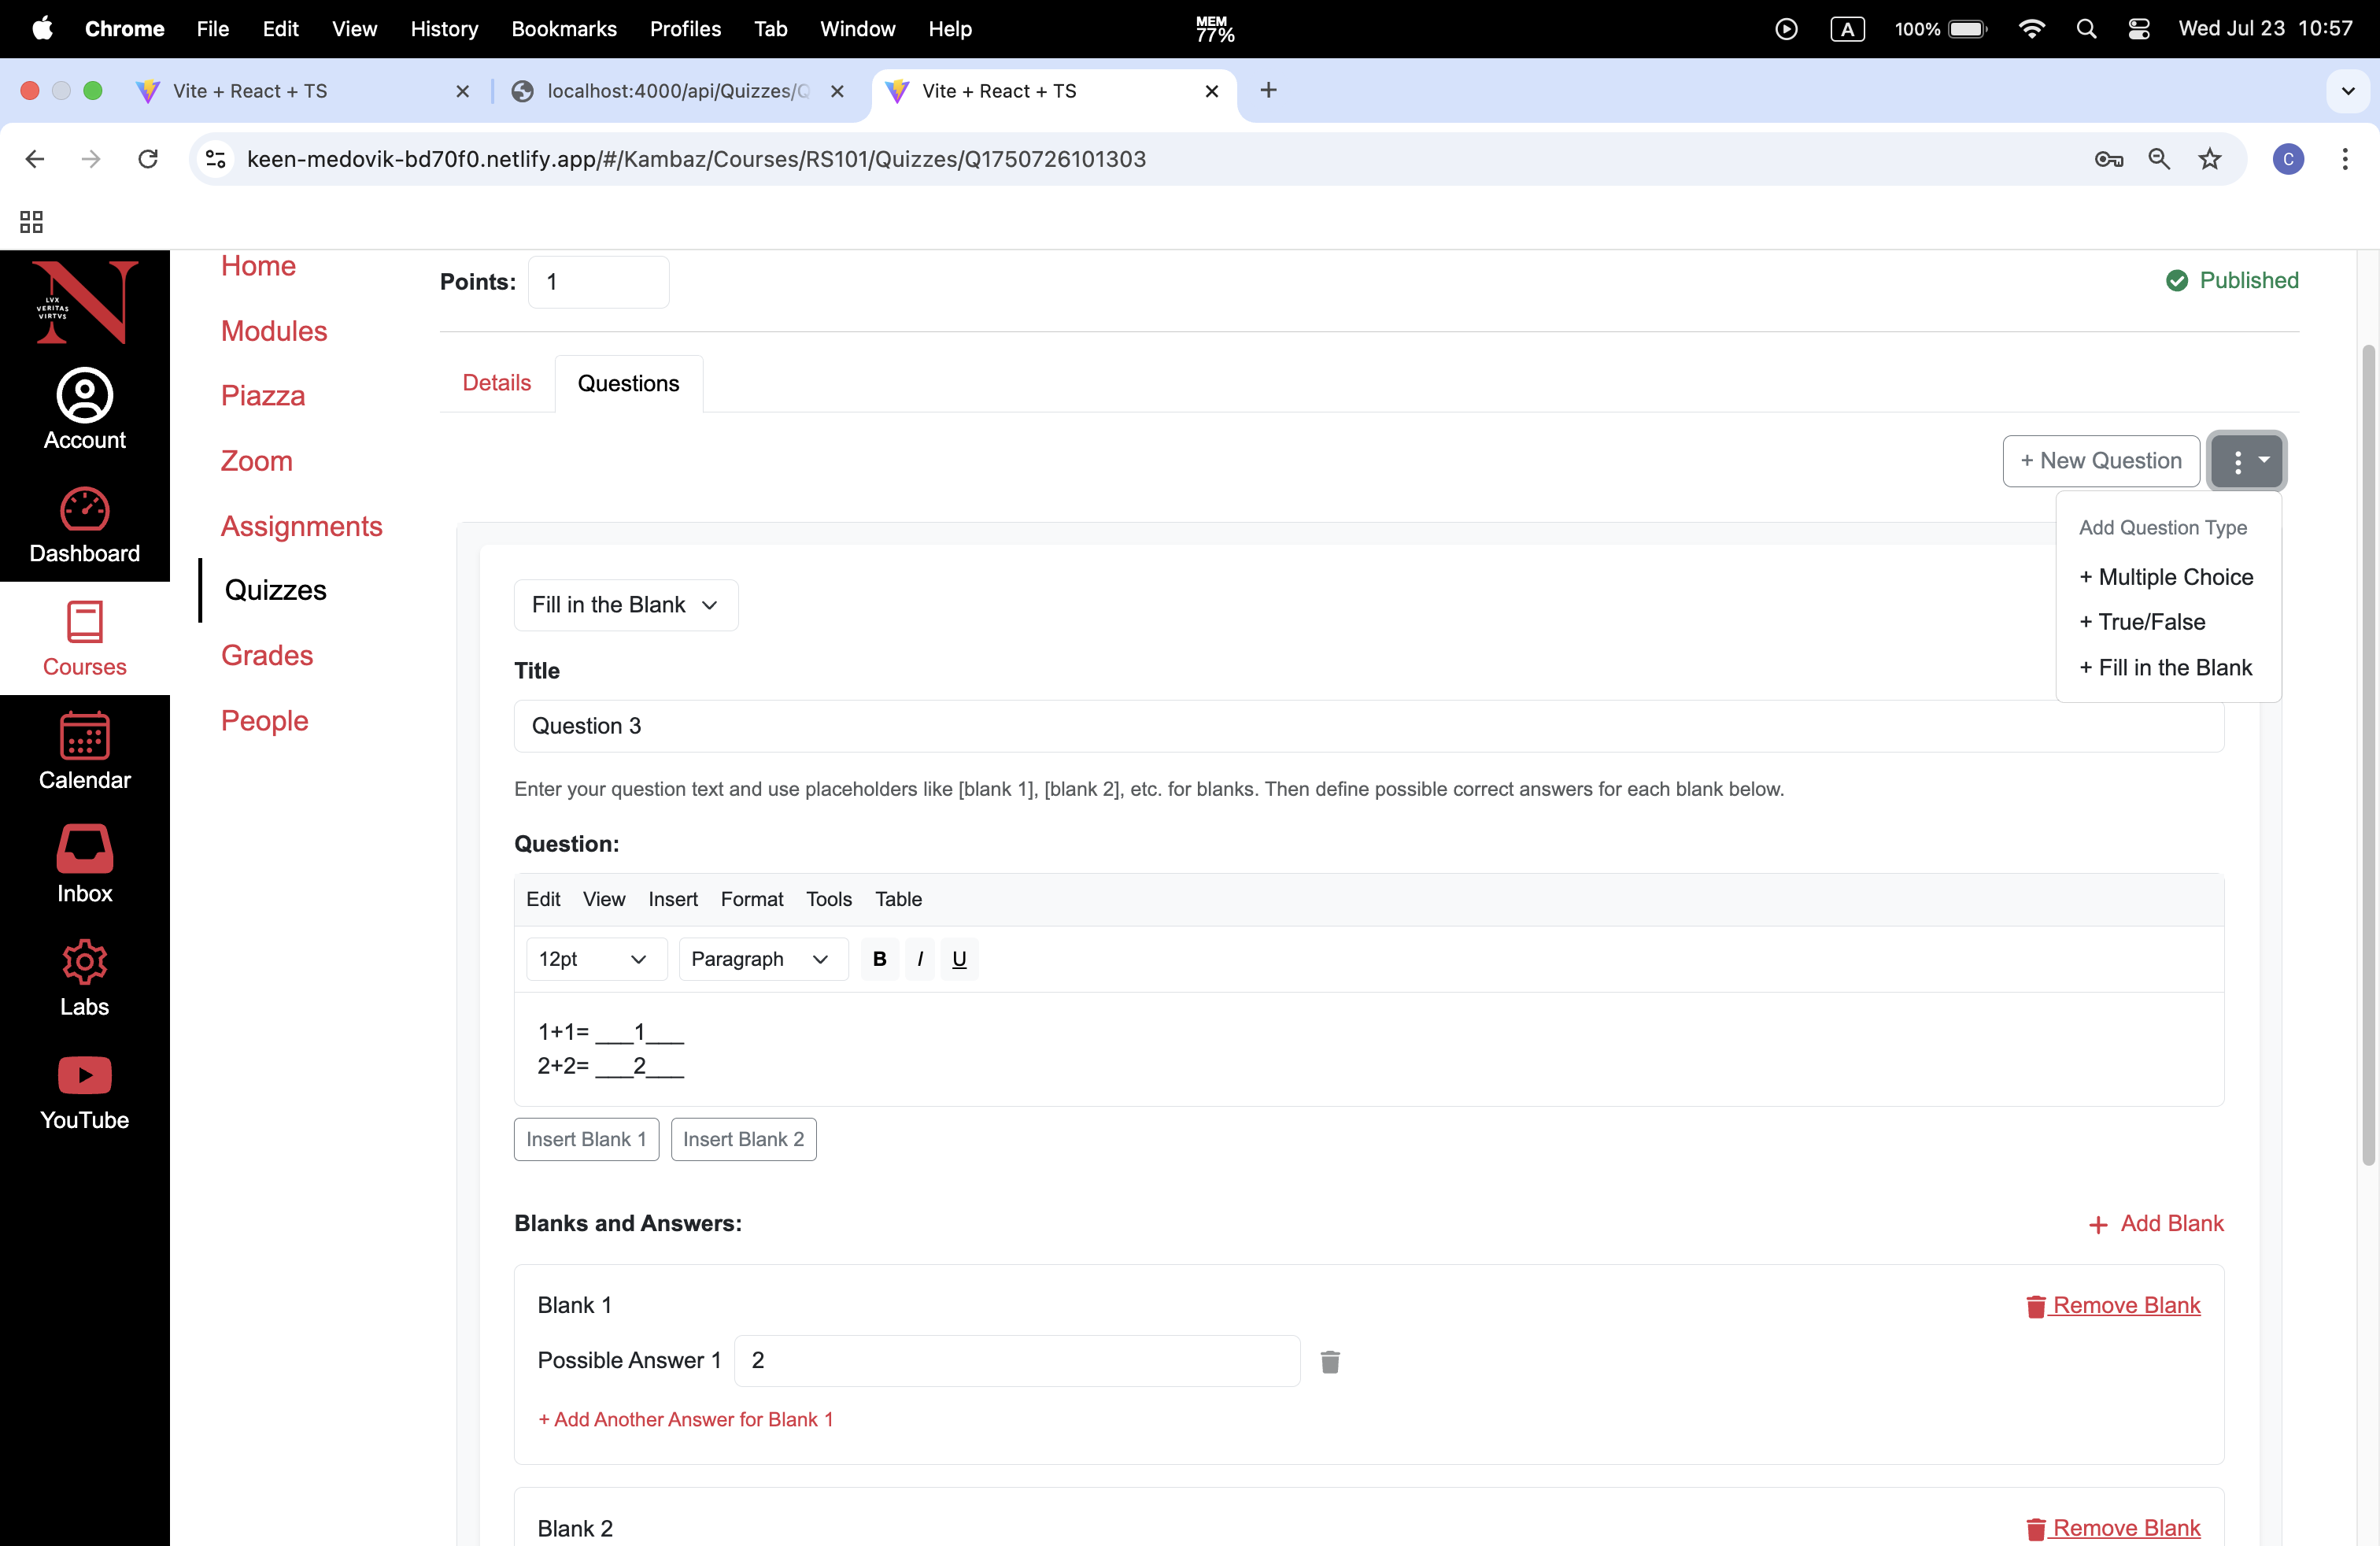 Chrome File Edit View History Bookmarks Profiles Tab Window Help MEM 77% A 100% Wed Jul 23 10:57
Vite + React + TS
localhost:4000/api/Quizzes/Q
Vite + React + TS
keen-medovik-bd70f0.netlify.app/#/Kambaz/Courses/RS101/Quizzes/Q1750726101303
C
N
LVX
VERITAS
VIRTVS
Account
Dashboard
Courses
Calendar
Inbox
Labs
YouTube
Home
Modules
Piazza
Zoom
Assignments
Quizzes
Grades
People
Points: 1
Published
Details Questions
+ New Question
Add Question Type
+ Multiple Choice
+ True/False
+ Fill in the Blank
Fill in the Blank
Title
Question 3
Enter your question text and use placeholders like [blank 1], [blank 2], etc. for blanks. Then define possible correct answers for each blank below.
Question:
Edit View Insert Format Tools Table
12pt Paragraph B I U
1+1= ___1___
2+2= ___2___
Insert Blank 1 Insert Blank 2
Blanks and Answers:
+ Add Blank
Blank 1
Remove Blank
Possible Answer 1 2
+ Add Another Answer for Blank 1
Blank 2
Remove Blank